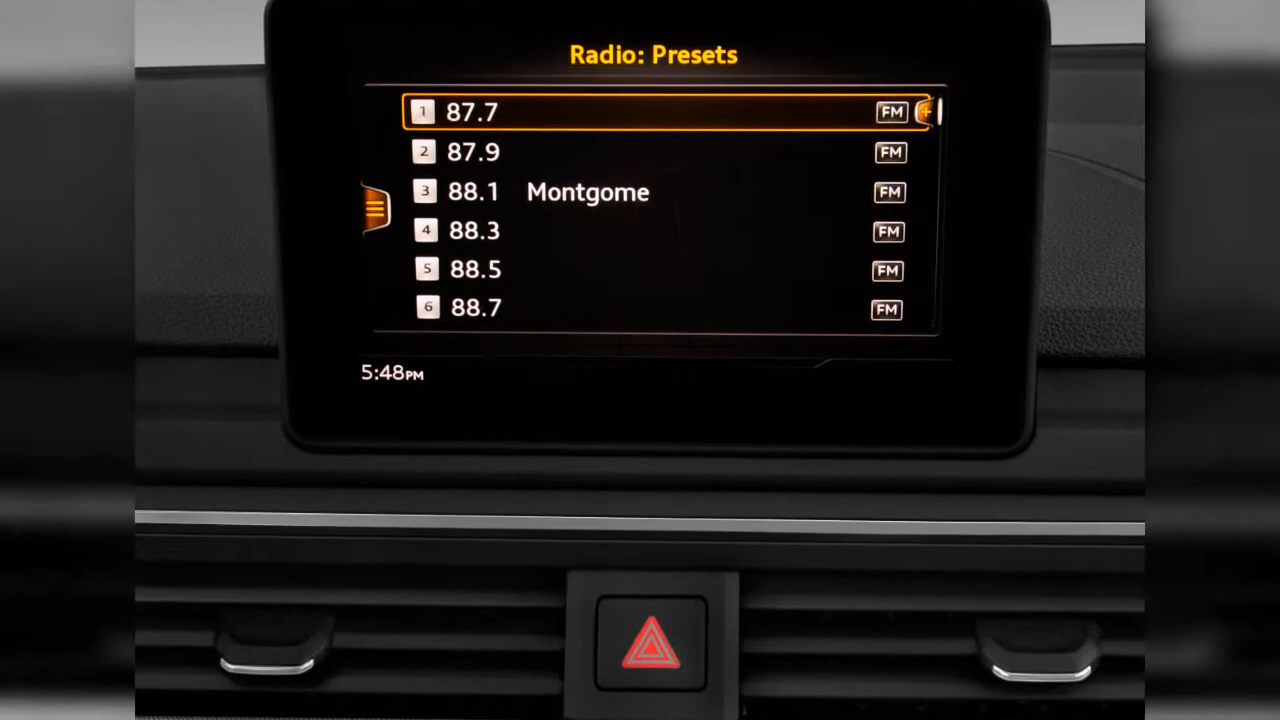 Radio: Presets
1 87.7 FM
2 87.9 FM
3 88.1 Montgome FM
4 88.3 FM
5 88.5 FM
6 88.7 FM
5:48PM